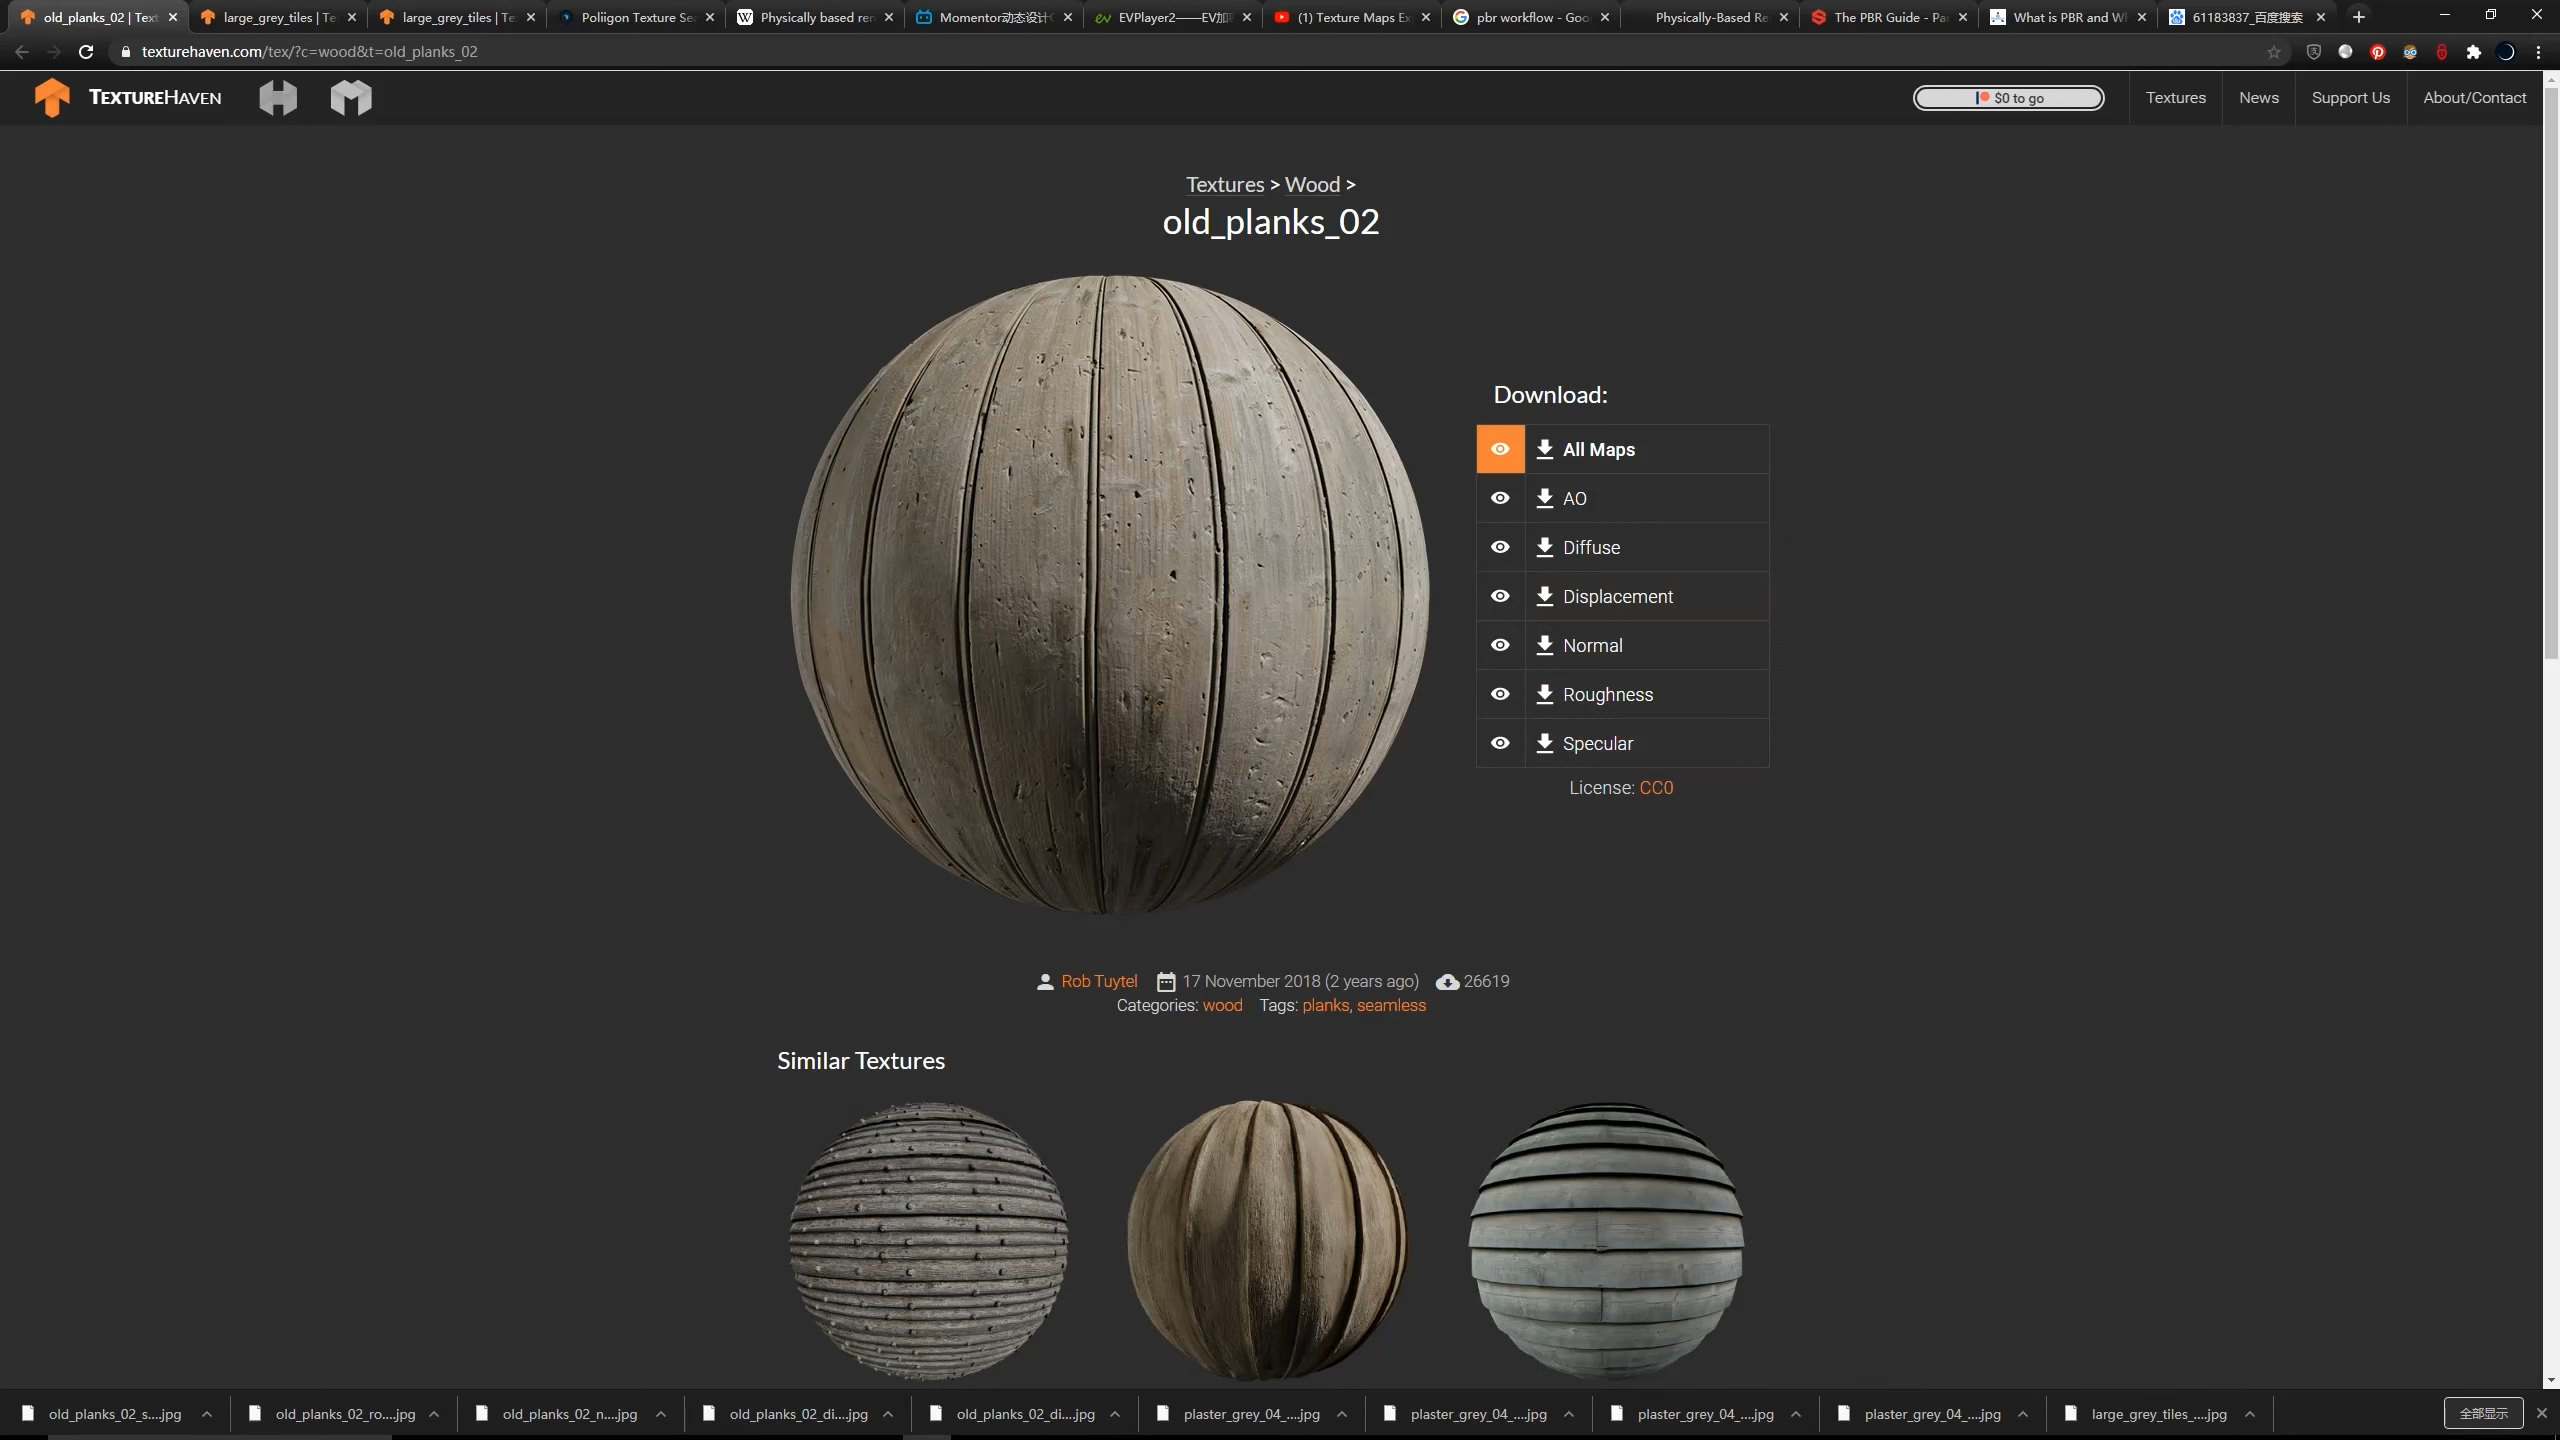 old_planks_02 | Text
large_grey_tiles | Te
large_grey_tiles | Te
Poliigon Texture Se
Physically based ren
Momentor动态设计
EVPlayer2——EV加
(1) Texture Maps Ex
pbr workflow - Goo
Physically-Based Re
The PBR Guide - Pa
What is PBR and W
61183837_百度搜索
texturehaven.com/tex/?c=wood&t=old_planks_02
TEXTUREHAVEN
$0 to go
Textures
News
Support Us
About/Contact
Textures > Wood >
old_planks_02
Download:
All Maps
AO
Diffuse
Displacement
Normal
Roughness
Specular
License: CC0
Rob Tuytel 17 November 2018 (2 years ago) 26619
Categories: wood Tags: planks, seamless
Similar Textures
old_planks_02_s....jpg
old_planks_02_ro....jpg
old_planks_02_n....jpg
old_planks_02_di....jpg
old_planks_02_di....jpg
plaster_grey_04_....jpg
plaster_grey_04_....jpg
plaster_grey_04_....jpg
plaster_grey_04_....jpg
large_grey_tiles_....jpg
全部显示